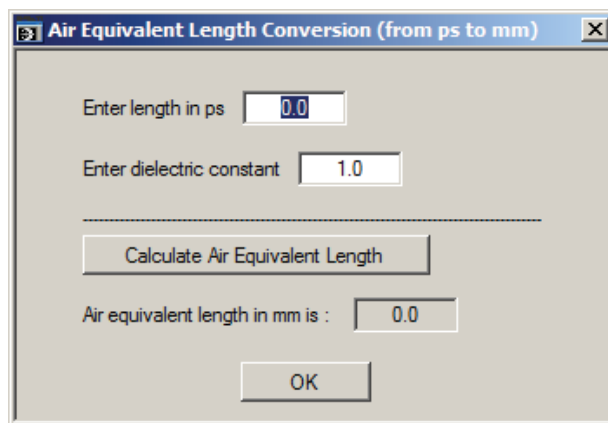 Air Equivalent Length Conversion (from ps to mm)
Enter length in ps 0.0
Enter dielectric constant 1.0
Calculate Air Equivalent Length
Air equivalent length in mm is : 0.0
OK